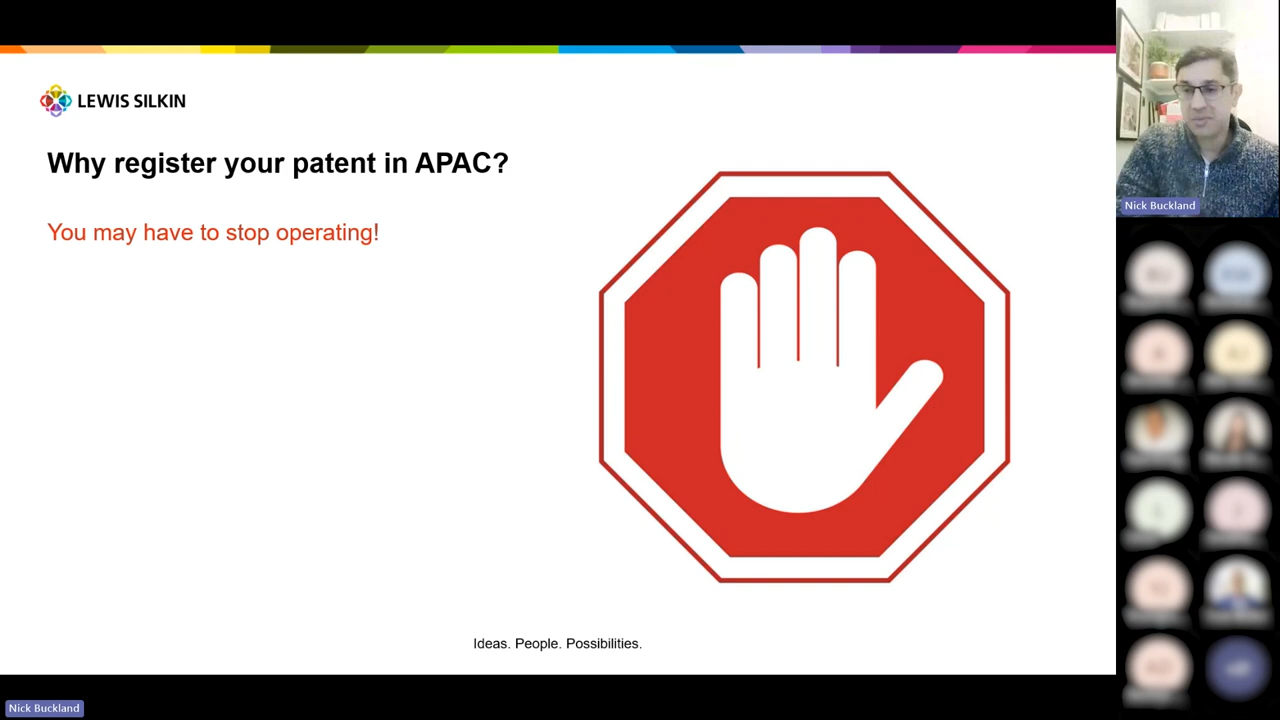 LEWIS SILKIN
Why register your patent in APAC?
You may have to stop operating!
Ideas. People. Possibilities.
Nick Buckland
Nick Buckland